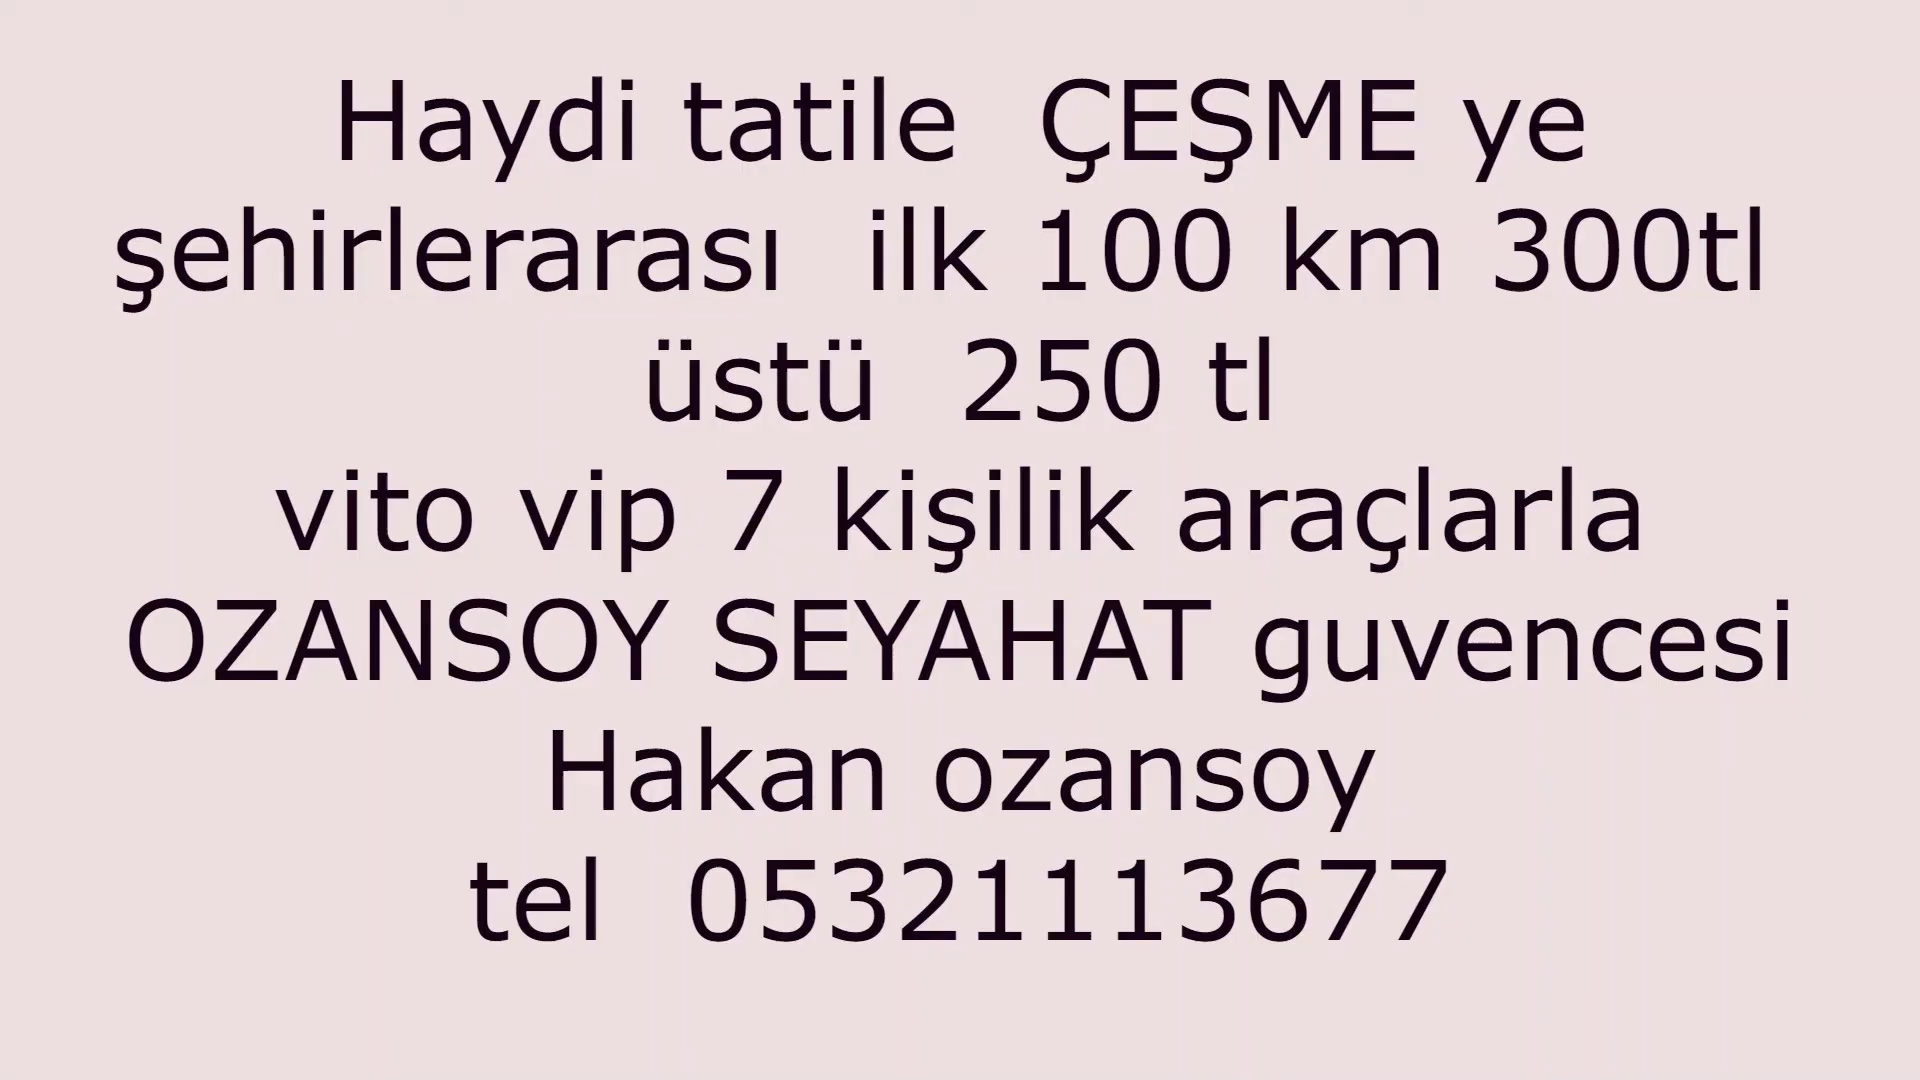 Haydi tatile ÇEŞME ye
şehirlerarası ilk 100 km 300tl
üstü 250 tl
vito vip 7 kişilik araçlarla
OZANSOY SEYAHAT guvencesi
Hakan ozansoy
tel 05321113677